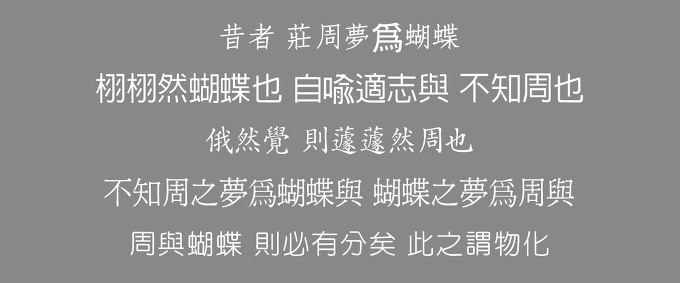 昔者 莊周夢爲蝴蝶
栩栩然蝴蝶也 自喩適志與 不知周也
俄然覺 則蘧蘧然周也
不知周之夢爲蝴蝶與 蝴蝶之夢爲周與
周與蝴蝶 則必有分矣 此之謂物化